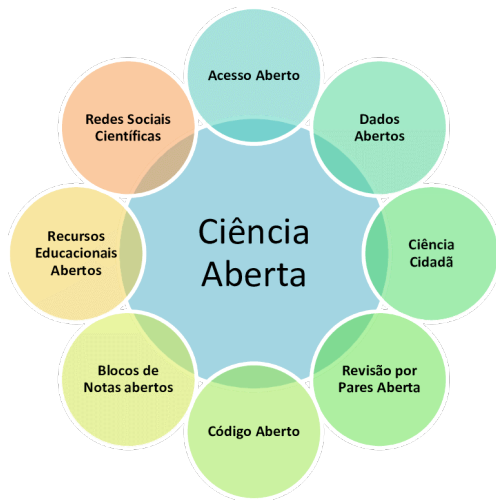 Acesso Aberto
Dados
Abertos
Ciência
Cidadã
Revisão por
Pares Aberta
Código Aberto
Blocos de
Notas abertos
Recursos
Educacionais
Abertos
Redes Sociais
Científicas
Ciência
Aberta